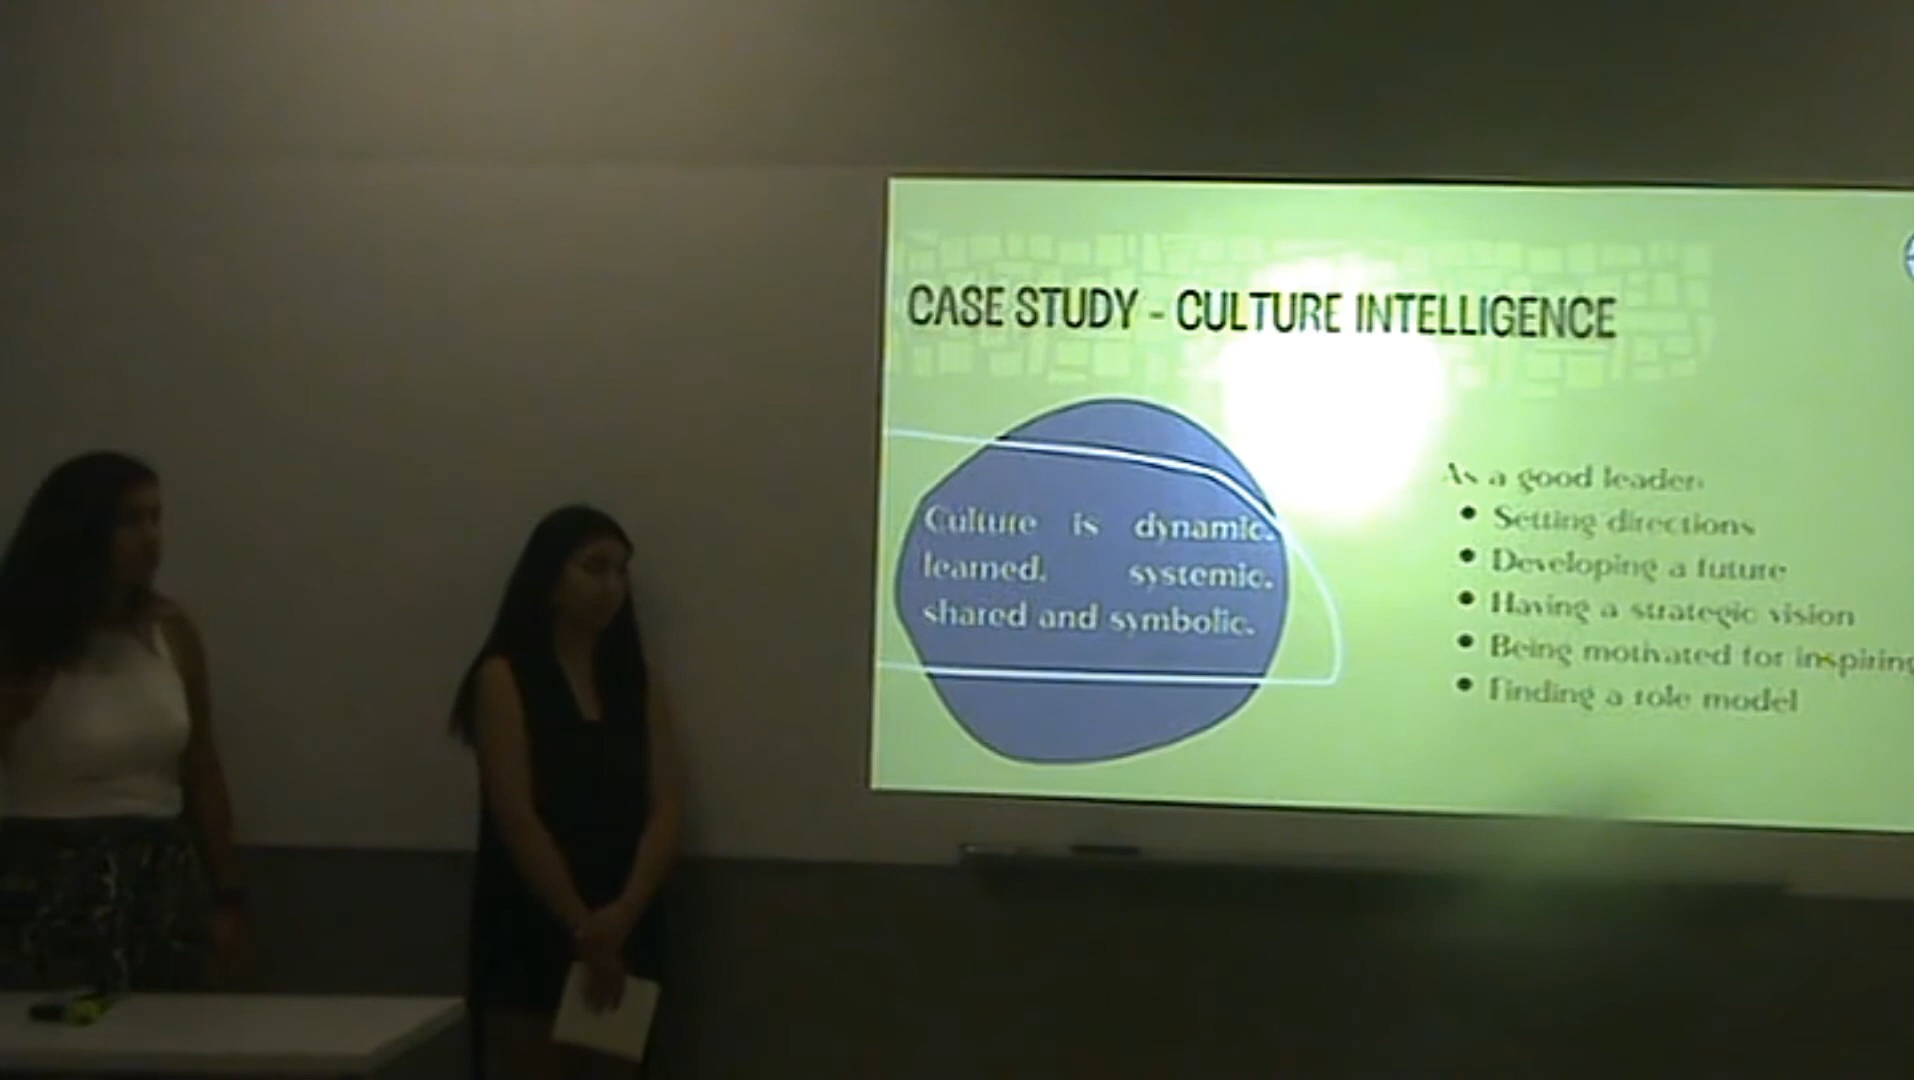 CASE STUDY - CULTURE INTELLIGENCE
Culture is dynamic,
learned, systemic,
shared and symbolic.
As a good leader:
• Setting directions
• Developing a future
• Having a strategic vision
• Being motivated for inspiring
• Finding a role model